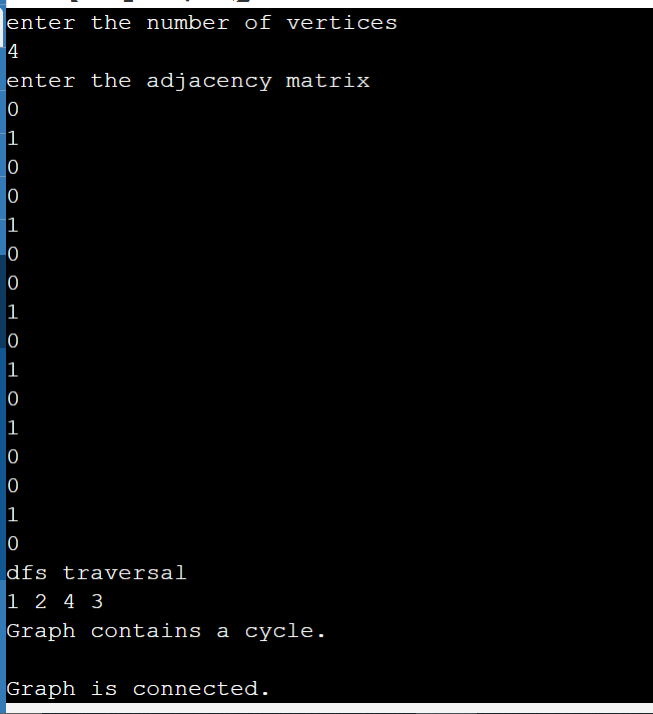 enter the number of vertices
4
enter the adjacency matrix
0
1
0
0
1
0
0
1
0
1
0
1
0
0
1
0
dfs traversal
1 2 4 3
Graph contains a cycle.
Graph is connected.